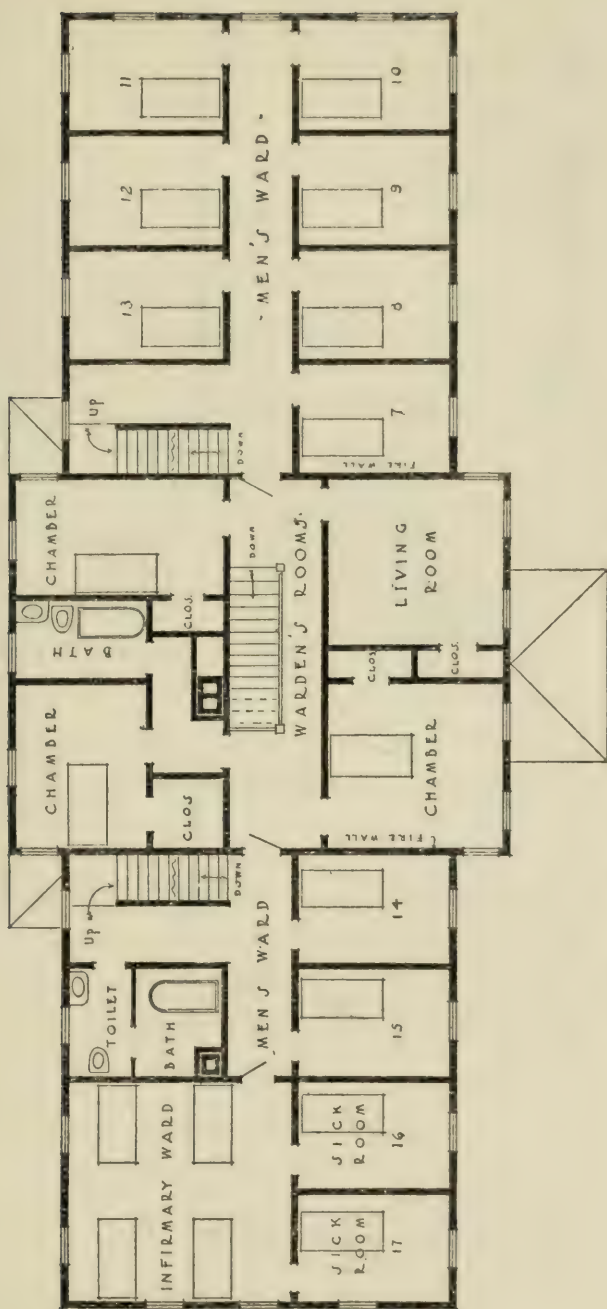 CHAMBER
BATH
CHAMBER
UP
UP
TOILET
13
12
11
INFIRMARY WARD
BATH
CLOS
CLOS.
DOWN
DOWN
DOWN
MEN'S WARD
- MEN'S WARD -
WARDEN'S ROOMS.
SICK
ROOM
17
SICK
ROOM
16
15
14
FIRE WALL
CHAMBER
CLOS.
CLOS.
LIVING
ROOM
FIRE WALL
7
8
9
10